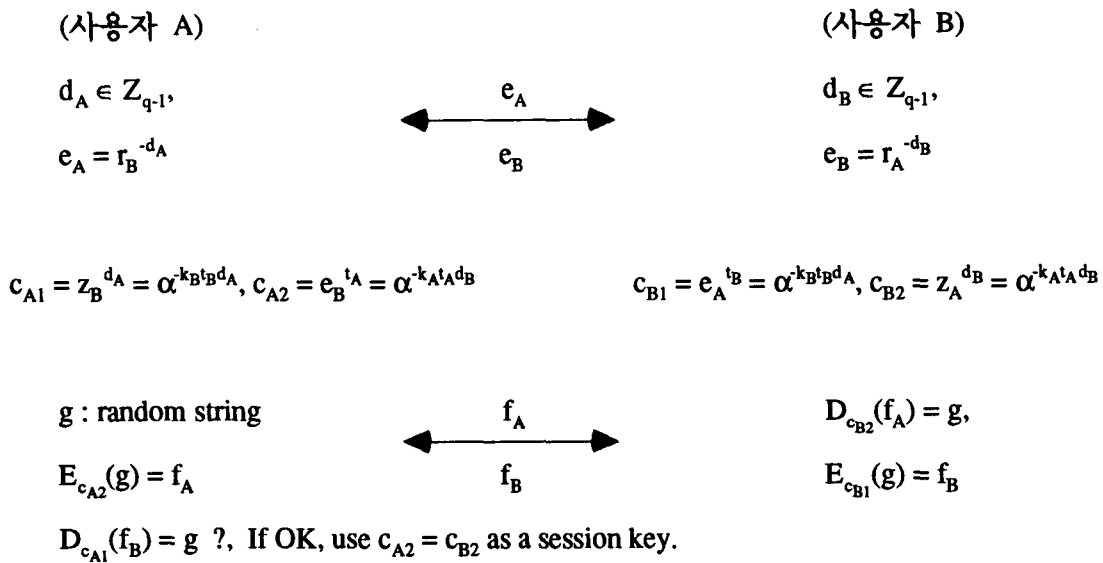 (사용자 A) (사용자 B)
d_A ∈ Z_{q-1}, e_A d_B ∈ Z_{q-1},
e_A = r_B^{-d_A} e_B e_B = r_A^{-d_B}
c_{A1} = z_B^{d_A} = α^{-k_B t_B d_A}, c_{A2} = e_B^{t_A} = α^{-k_A t_A d_B} c_{B1} = e_A^{t_B} = α^{-k_B t_B d_A}, c_{B2} = z_A^{d_B} = α^{-k_A t_A d_B}
g : random string f_A D_{c_{B2}}(f_A) = g,
E_{c_{A2}}(g) = f_A f_B E_{c_{B1}}(g) = f_B
D_{c_{A1}}(f_B) = g ?, If OK, use c_{A2} = c_{B2} as a session key.